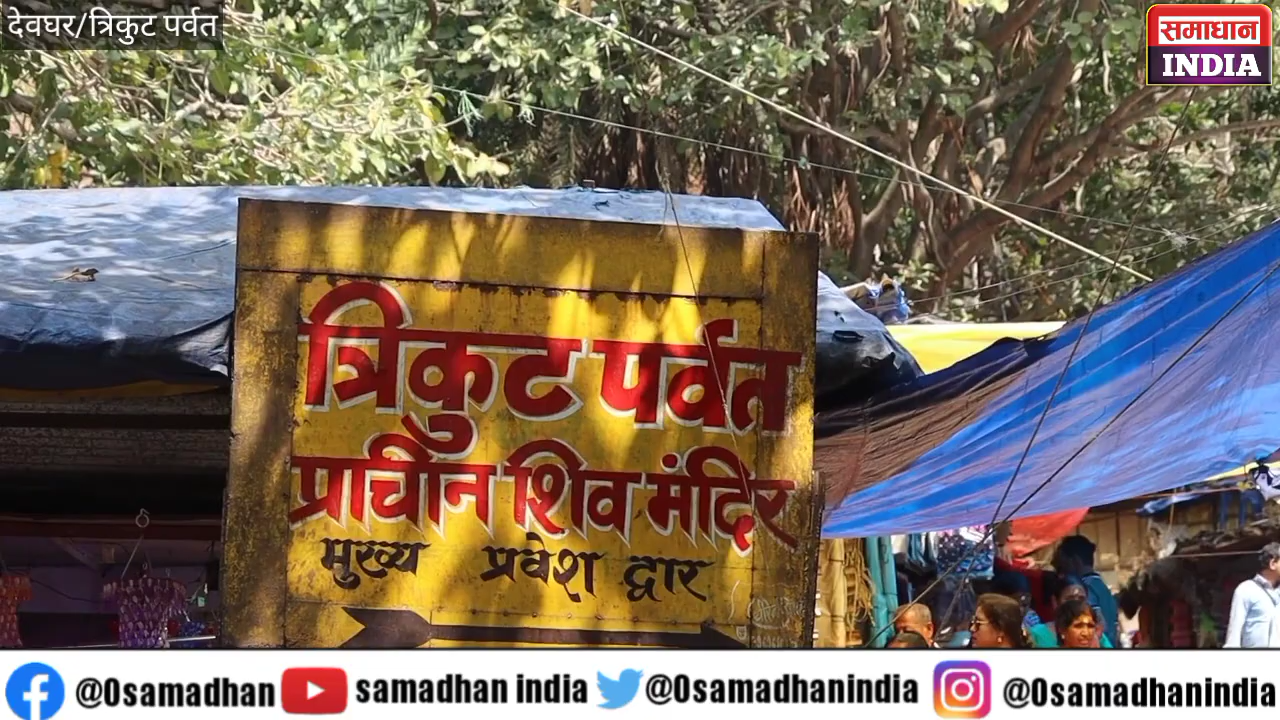 देवघर/त्रिकुट पर्वत
समाधान
INDIA
त्रिकुट पर्वत
प्राचिन शिव मंदिर
मुख्य प्रवेश द्वार
@0samadhan samadhan india @0samadhanindia @0samadhanindia